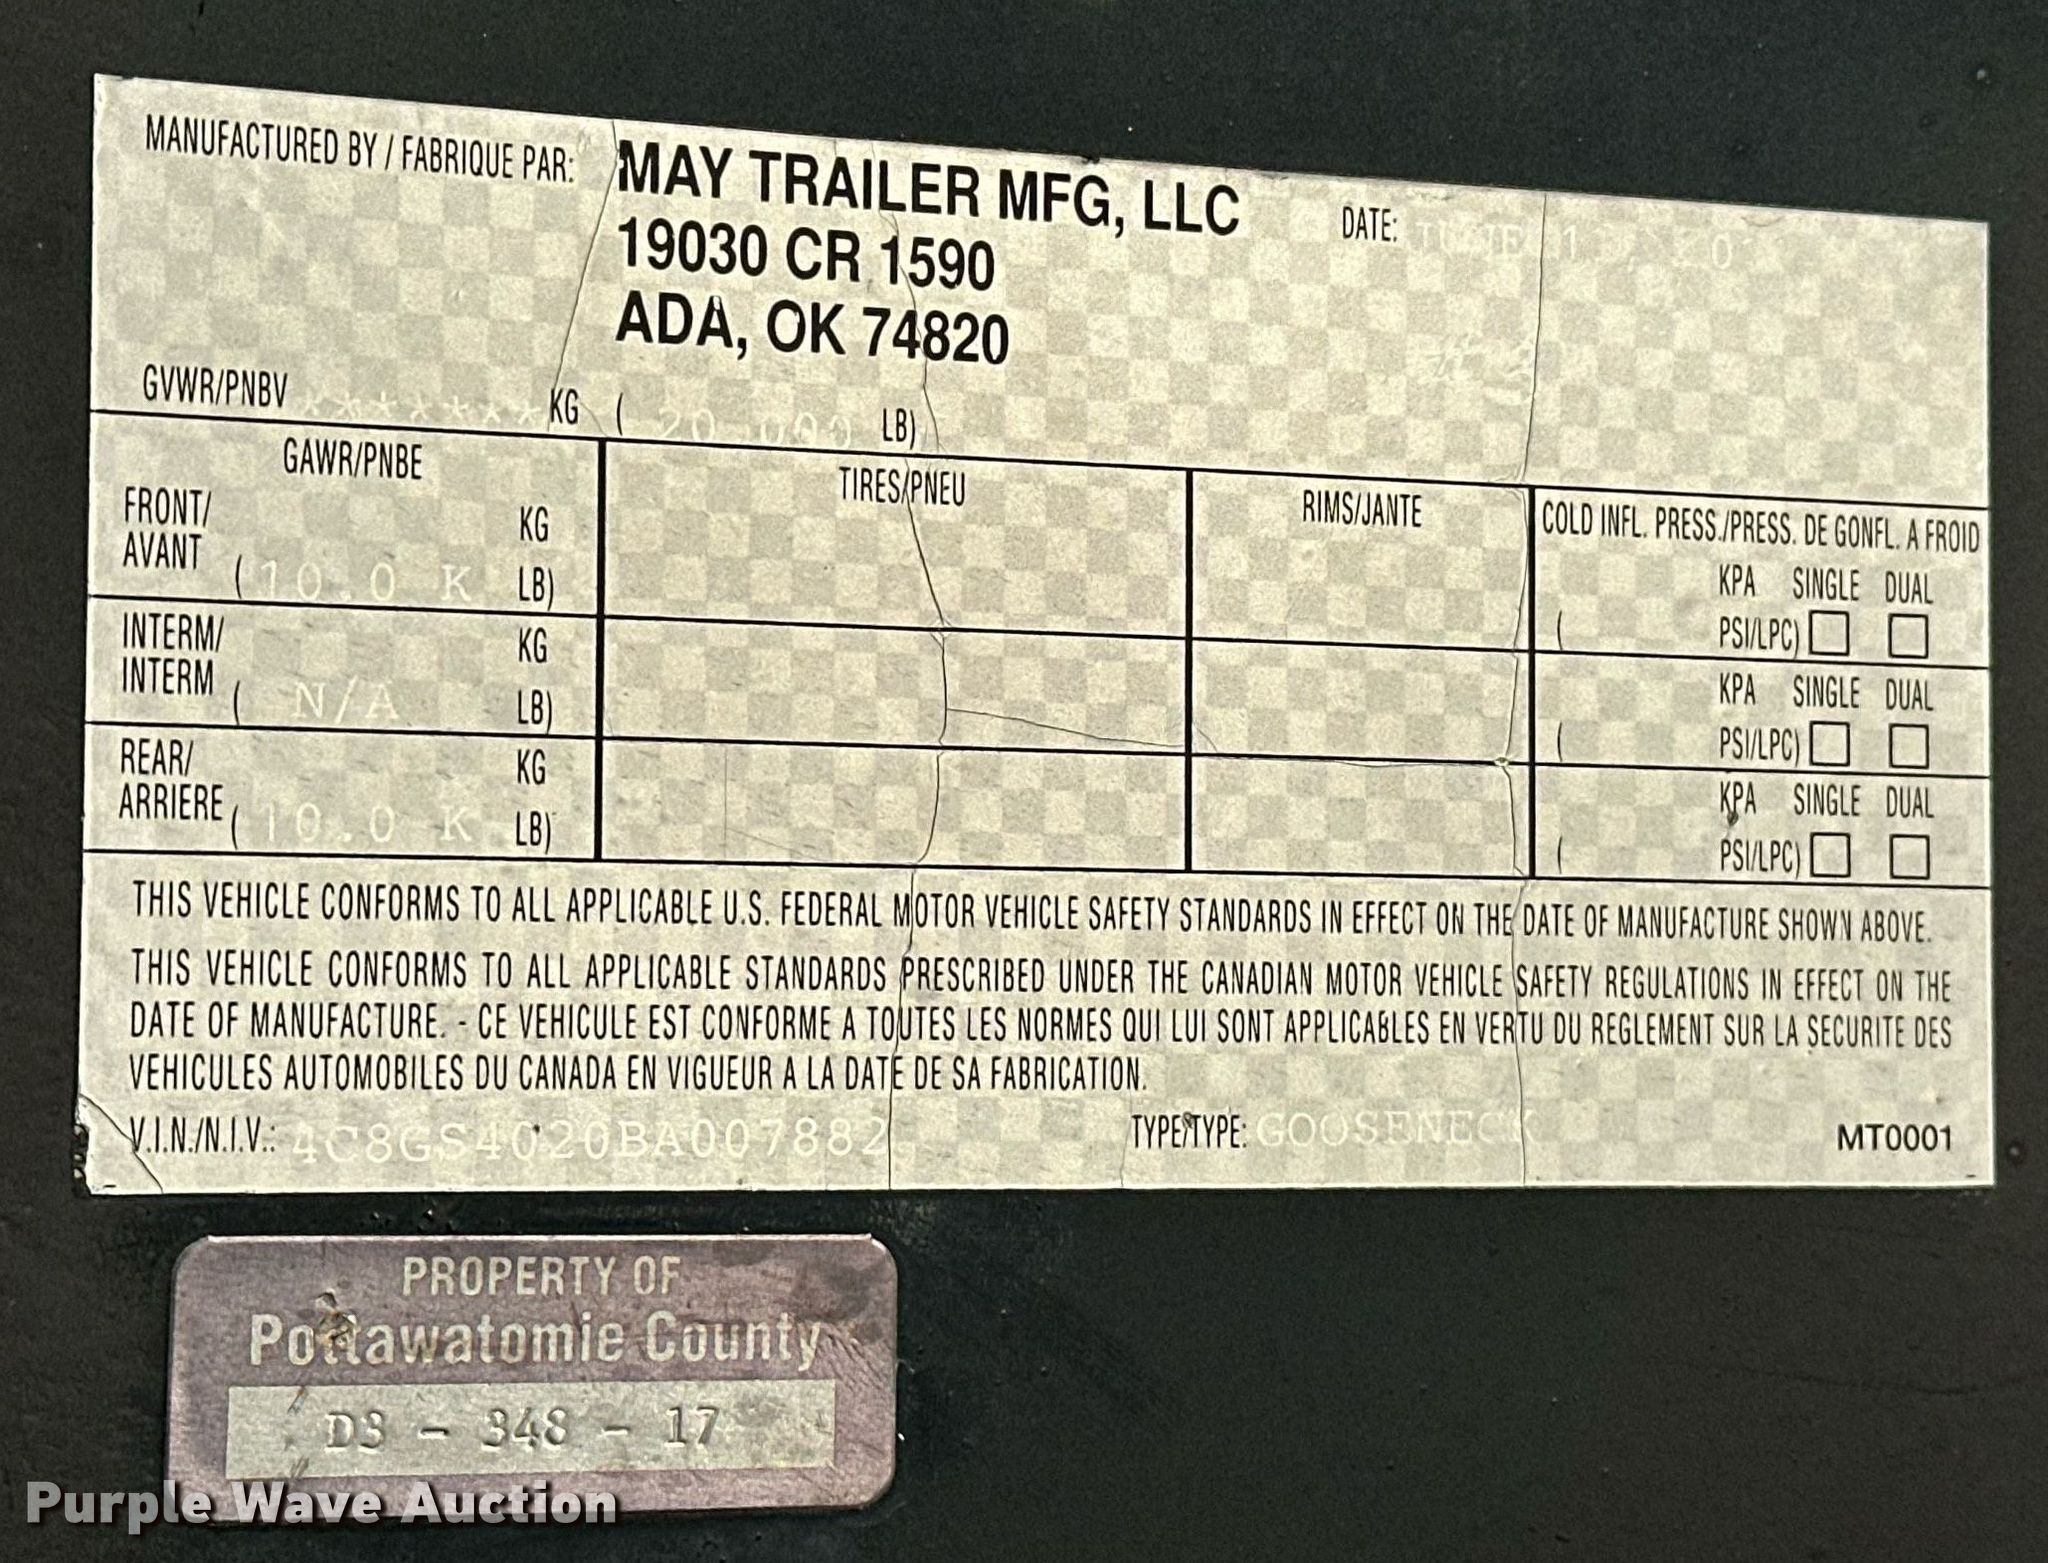 MANUFACTURED BY / FABRIQUE PAR: MAY TRAILER MFG, LLC
19030 CR 1590
ADA, OK 74820
DATE:
GVWR/PNBV *******KG ( 20,000 LB)
GAWR/PNBE TIRES/PNEU RIMS/JANTE COLD INFL. PRESS./PRESS. DE GONFL. A FROID
FRONT/ KG KPA SINGLE DUAL
AVANT ( 10.0 K LB) ( PSI/LPC)
INTERM/ KG KPA SINGLE DUAL
INTERM ( N/A LB) ( PSI/LPC)
REAR/ KG KPA SINGLE DUAL
ARRIERE ( 10.0 K LB) ( PSI/LPC)
THIS VEHICLE CONFORMS TO ALL APPLICABLE U.S. FEDERAL MOTOR VEHICLE SAFETY STANDARDS IN EFFECT ON THE DATE OF MANUFACTURE SHOWN ABOVE.
THIS VEHICLE CONFORMS TO ALL APPLICABLE STANDARDS PRESCRIBED UNDER THE CANADIAN MOTOR VEHICLE SAFETY REGULATIONS IN EFFECT ON THE
DATE OF MANUFACTURE. - CE VEHICULE EST CONFORME A TOUTES LES NORMES QUI LUI SONT APPLICABLES EN VERTU DU REGLEMENT SUR LA SECURITE DES
VEHICULES AUTOMOBILES DU CANADA EN VIGUEUR A LA DATE DE SA FABRICATION.
V.I.N./N.I.V.: 4C8GS4020BA007882 TYPE/TYPE: GOOSENECK MT0001
PROPERTY OF
Pottawatomie County
D3 - 348 - 17
Purple Wave Auction